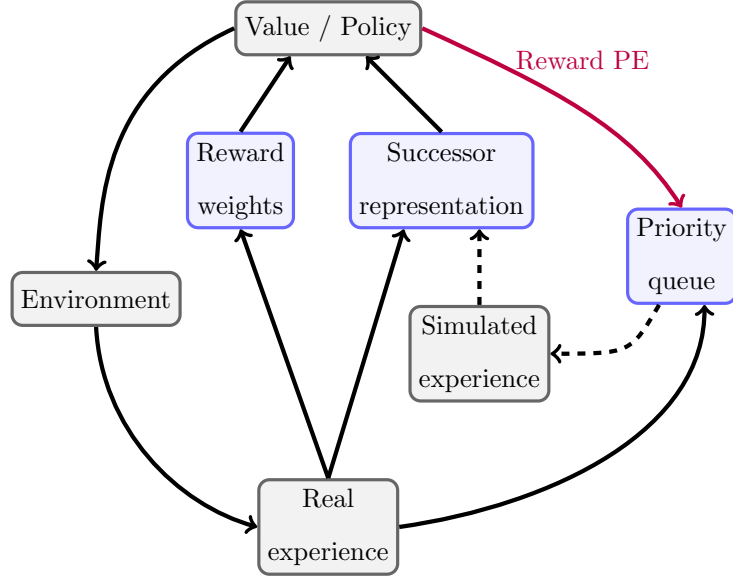 Value / Policy
Reward PE
Reward
weights
Successor
representation
Priority
queue
Environment
Simulated
experience
Real
experience